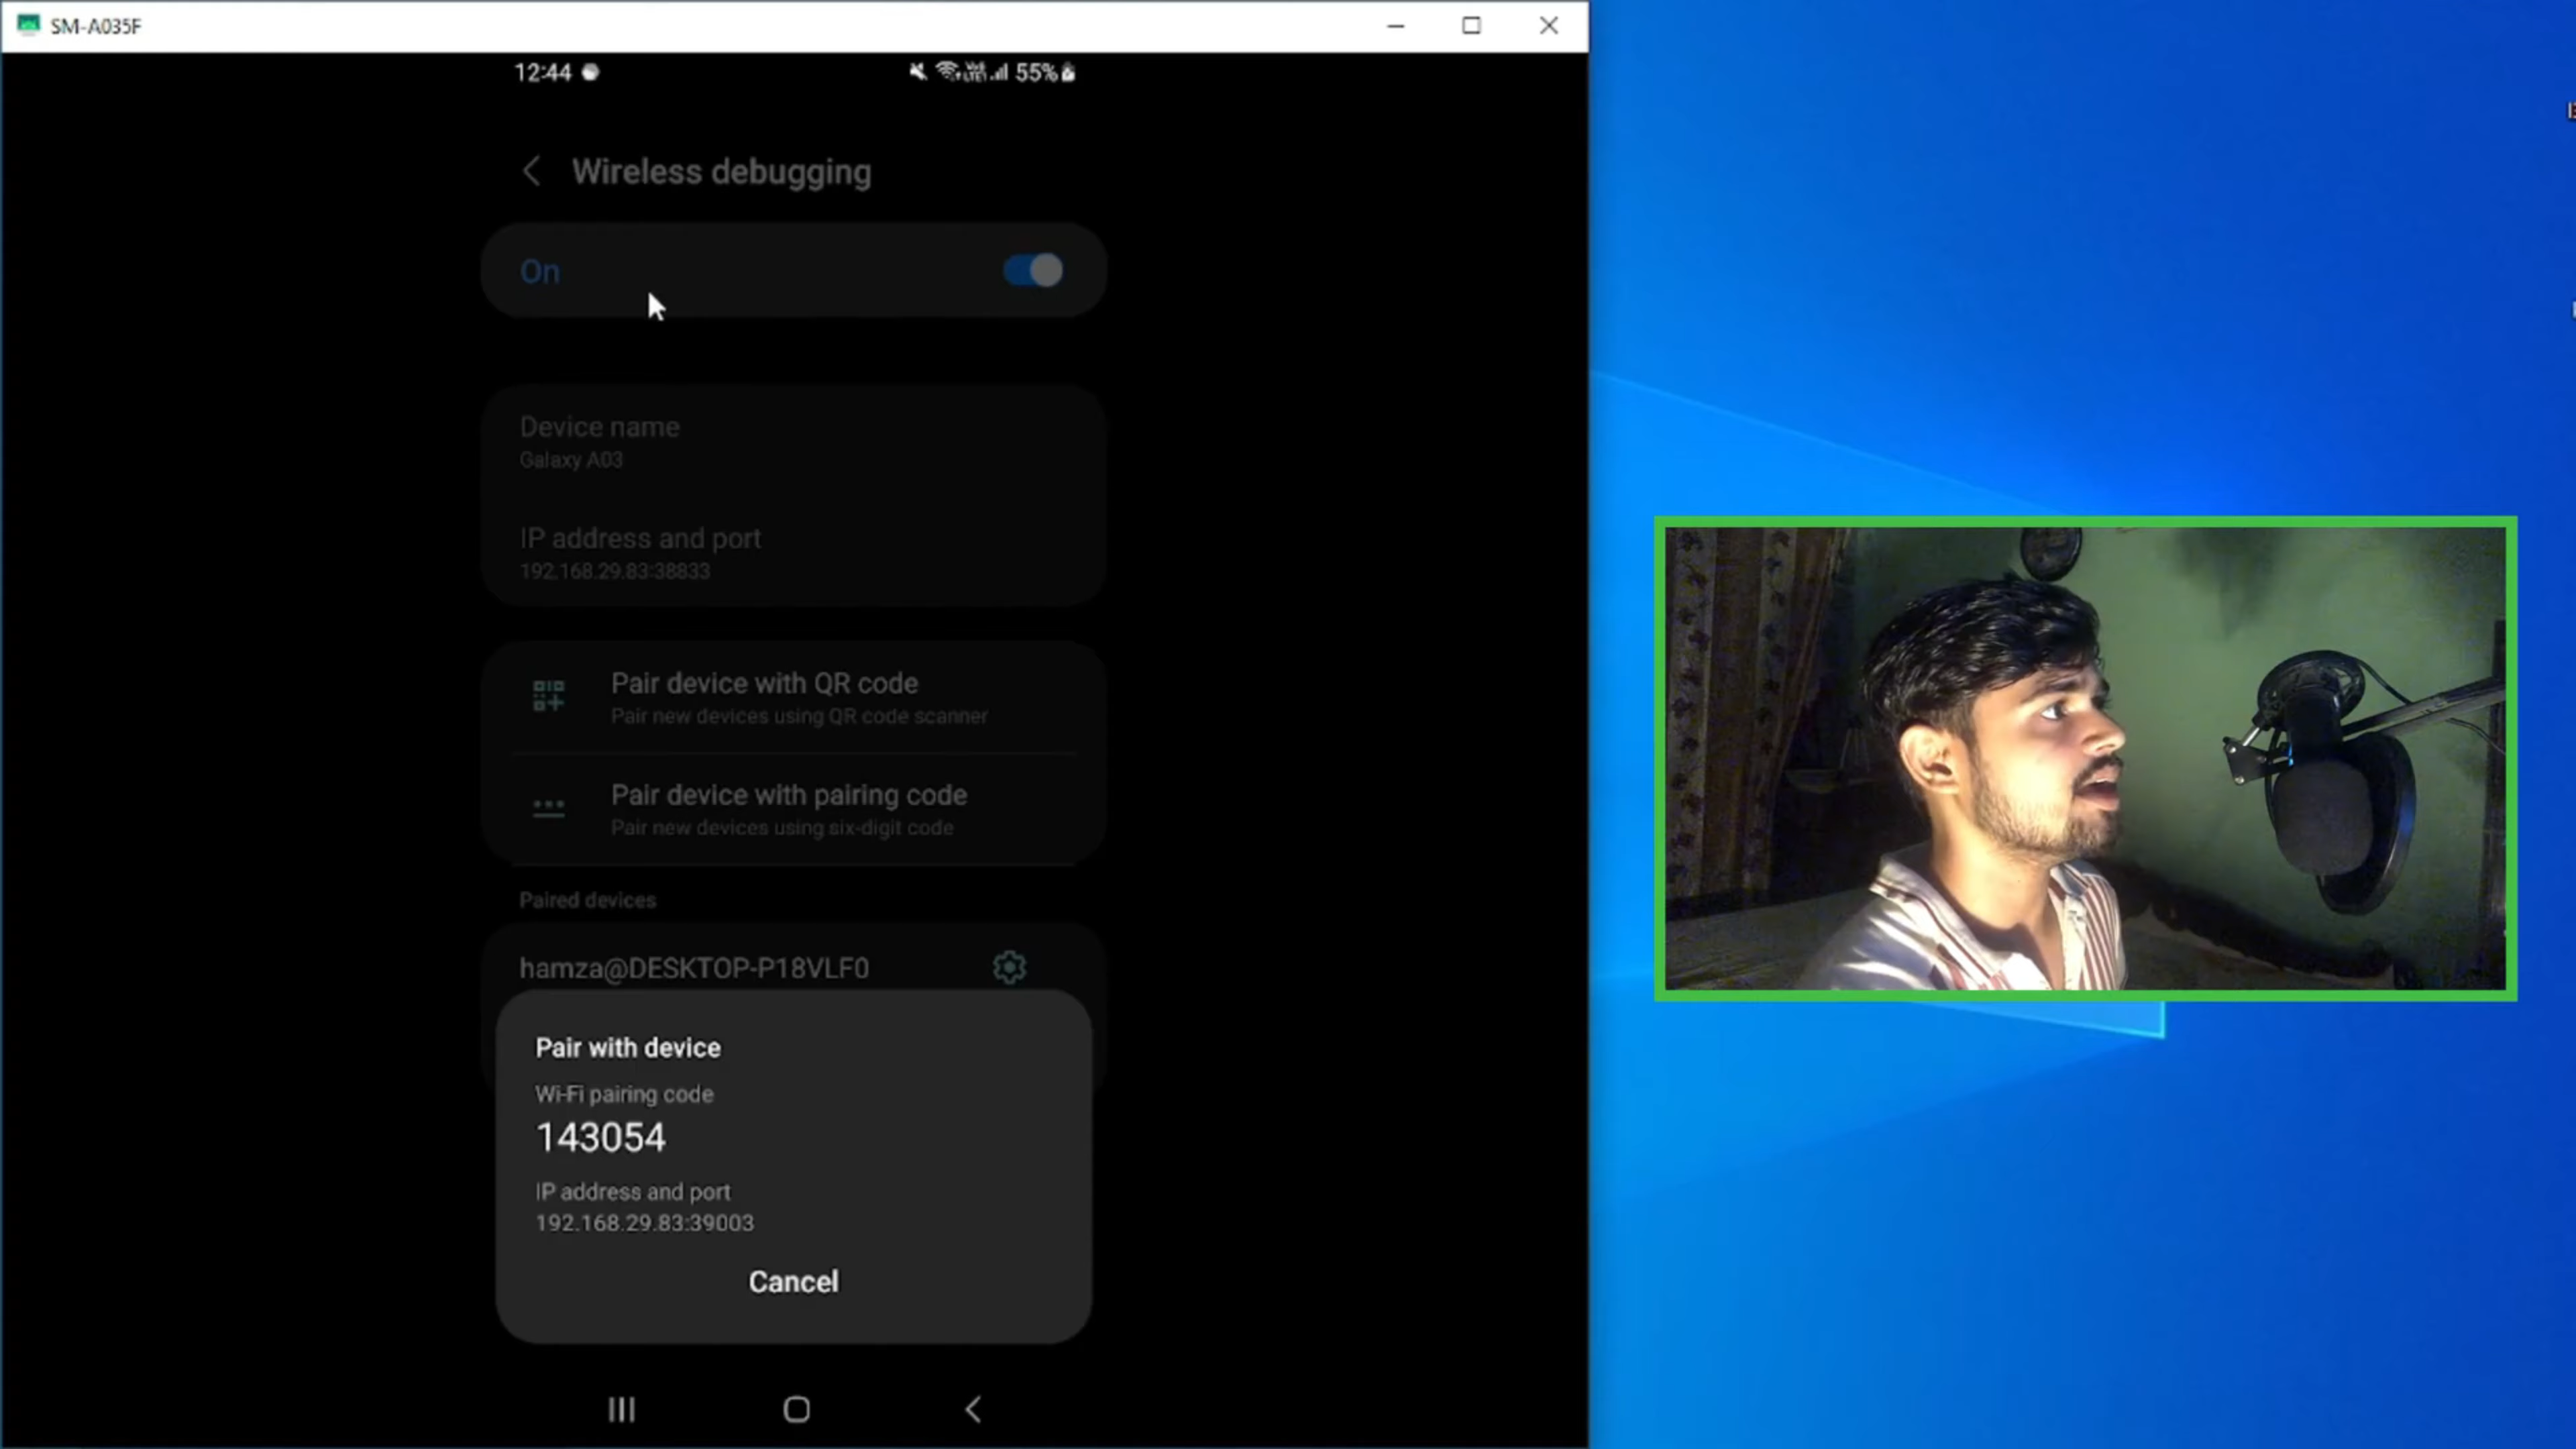 SM-A035F
12:44
55%
Wireless debugging
On
Device name
Galaxy A03
IP address and port
192.168.29.83:38833
Pair device with QR code
Pair new devices using QR code scanner
Pair device with pairing code
Pair new devices using six-digit code
Paired devices
hamza@DESKTOP-P18VLF0
Pair with device
Wi-Fi pairing code
143054
IP address and port
192.168.29.83:39003
Cancel